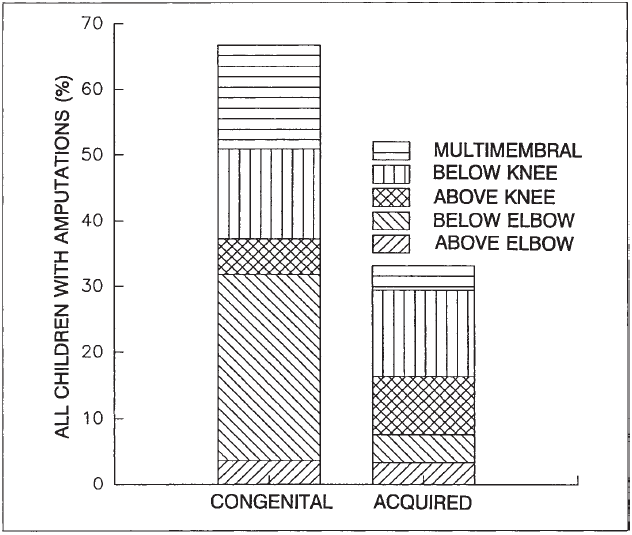 ALL CHILDREN WITH AMPUTATIONS (%)
70
60
50
40
30
20
10
0
MULTIMEMBRAL
BELOW KNEE
ABOVE KNEE
BELOW ELBOW
ABOVE ELBOW
CONGENITAL
ACQUIRED